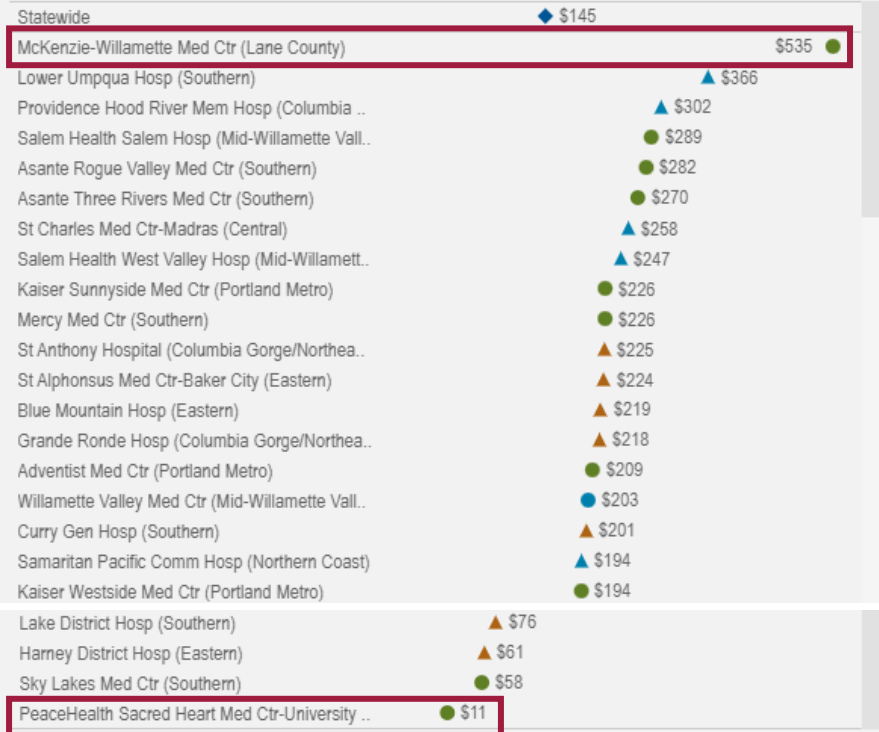 Statewide $145
McKenzie-Willamette Med Ctr (Lane County) $535
Lower Umpqua Hosp (Southern) $366
Providence Hood River Mem Hosp (Columbia .. $302
Salem Health Salem Hosp (Mid-Willamette Vall.. $289
Asante Rogue Valley Med Ctr (Southern) $282
Asante Three Rivers Med Ctr (Southern) $270
St Charles Med Ctr-Madras (Central) $258
Salem Health West Valley Hosp (Mid-Willamett.. $247
Kaiser Sunnyside Med Ctr (Portland Metro) $226
Mercy Med Ctr (Southern) $226
St Anthony Hospital (Columbia Gorge/Northea.. $225
St Alphonsus Med Ctr-Baker City (Eastern) $224
Blue Mountain Hosp (Eastern) $219
Grande Ronde Hosp (Columbia Gorge/Northea.. $218
Adventist Med Ctr (Portland Metro) $209
Willamette Valley Med Ctr (Mid-Willamette Vall.. $203
Curry Gen Hosp (Southern) $201
Samaritan Pacific Comm Hosp (Northern Coast) $194
Kaiser Westside Med Ctr (Portland Metro) $194
Lake District Hosp (Southern) $76
Harney District Hosp (Eastern) $61
Sky Lakes Med Ctr (Southern) $58
PeaceHealth Sacred Heart Med Ctr-University .. $11